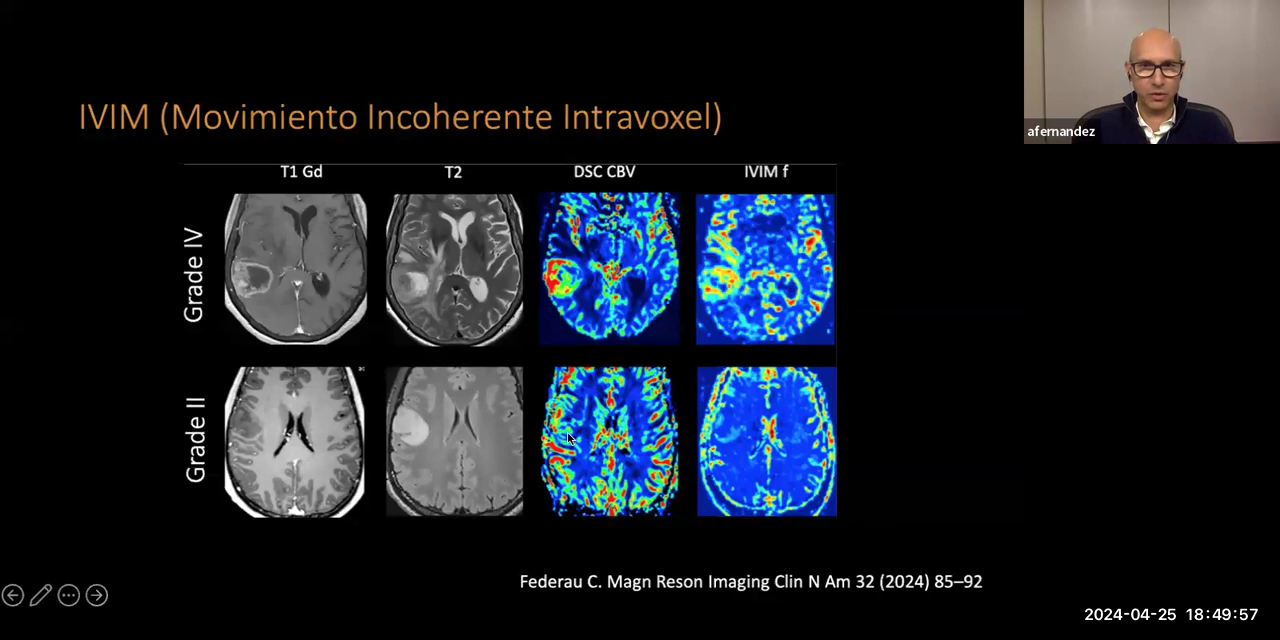 afernandez
IVIM (Movimiento Incoherente Intravoxel)
T1 Gd T2 DSC CBV IVIM f
Grade IV
Grade II
Federau C. Magn Reson Imaging Clin N Am 32 (2024) 85–92
2024-04-25 18:49:57